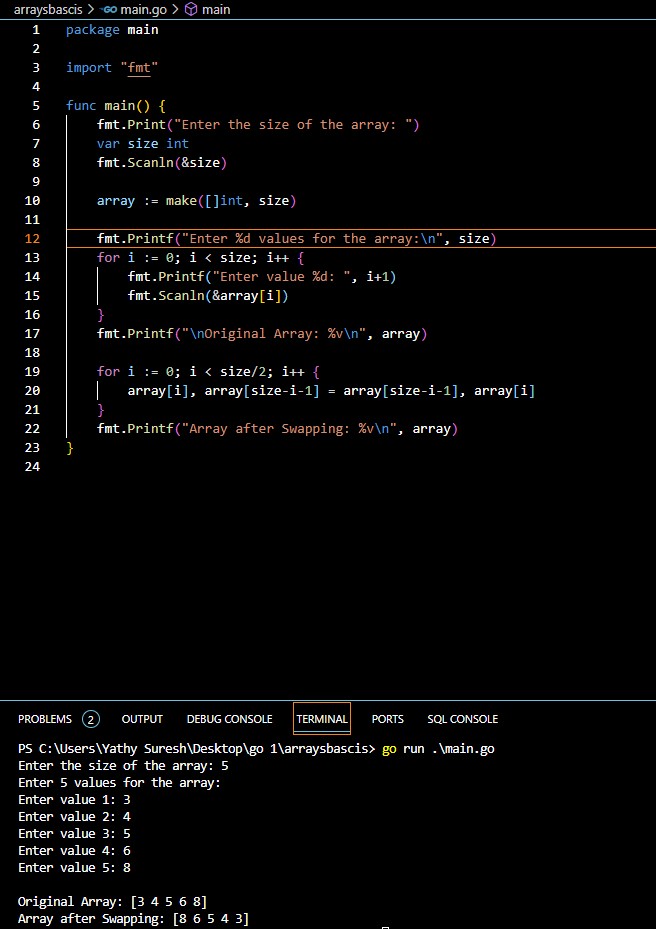 arraysbascis > GO main.go > main
1 package main
2
3 import "fmt"
4
5 func main() {
6 fmt.Print("Enter the size of the array: ")
7 var size int
8 fmt.Scanln(&size)
9
10 array := make([]int, size)
11
12 fmt.Printf("Enter %d values for the array:\n", size)
13 for i := 0; i < size; i++ {
14 fmt.Printf("Enter value %d: ", i+1)
15 fmt.Scanln(&array[i])
16 }
17 fmt.Printf("\nOriginal Array: %v\n", array)
18
19 for i := 0; i < size/2; i++ {
20 array[i], array[size-i-1] = array[size-i-1], array[i]
21 }
22 fmt.Printf("Array after Swapping: %v\n", array)
23 }
24
PROBLEMS 2 OUTPUT DEBUG CONSOLE TERMINAL PORTS SQL CONSOLE
PS C:\Users\Yathy Suresh\Desktop\go 1\arraysbascis> go run .\main.go
Enter the size of the array: 5
Enter 5 values for the array:
Enter value 1: 3
Enter value 2: 4
Enter value 3: 5
Enter value 4: 6
Enter value 5: 8

Original Array: [3 4 5 6 8]
Array after Swapping: [8 6 5 4 3]